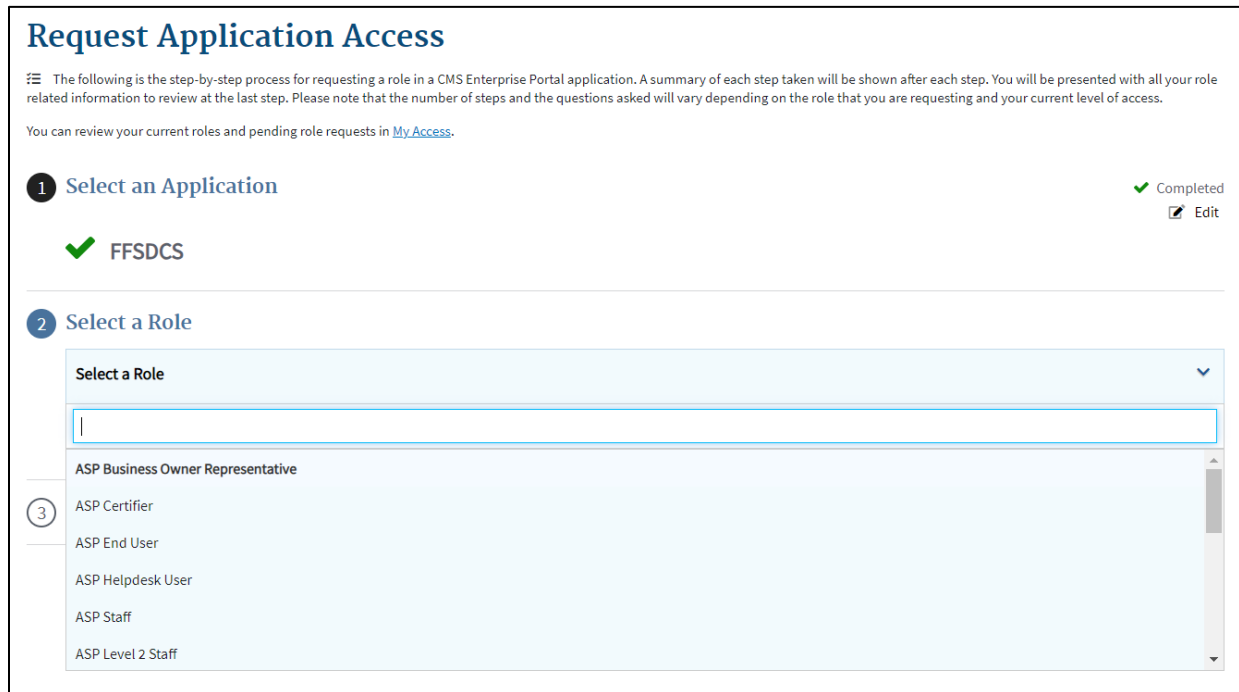 Request Application Access
The following is the step-by-step process for requesting a role in a CMS Enterprise Portal application. A summary of each step taken will be shown after each step. You will be presented with all your role
related information to review at the last step. Please note that the number of steps and the questions asked will vary depending on the role that you are requesting and your current level of access.
You can review your current roles and pending role requests in My Access.
1 Select an Application
Completed
Edit
FFSDCS
2 Select a Role
Select a Role
ASP Business Owner Representative
ASP Certifier
3
ASP End User
ASP Helpdesk User
ASP Staff
ASP Level 2 Staff